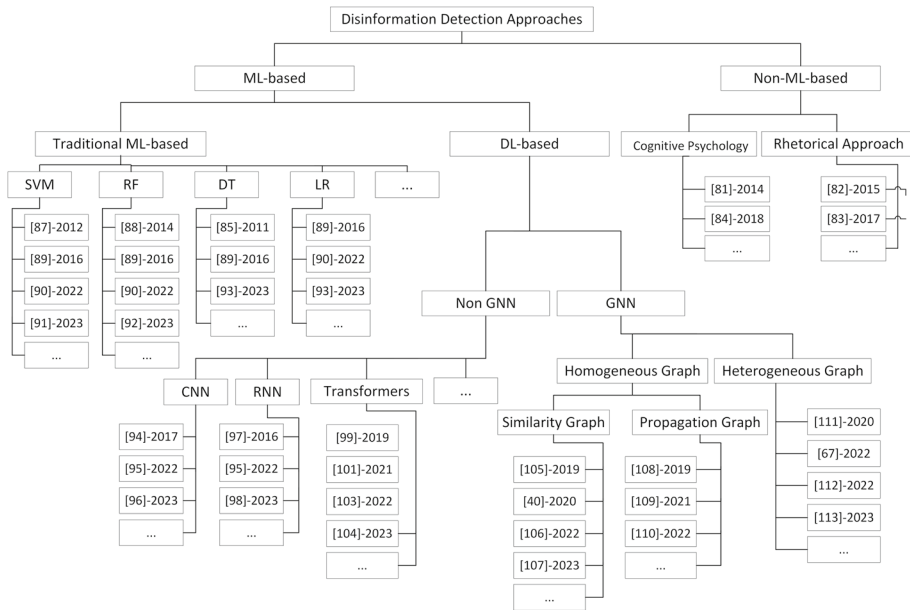 Disinformation Detection Approaches
ML-based
Non-ML-based
Traditional ML-based
DL-based
Cognitive Psychology
Rhetorical Approach
SVM
RF
DT
LR
...
[81]-2014
[84]-2018
...
[82]-2015
[83]-2017
...
[87]-2012
[89]-2016
[90]-2022
[91]-2023
...
[88]-2014
[89]-2016
[90]-2022
[92]-2023
...
[85]-2011
[89]-2016
[93]-2023
...
[89]-2016
[90]-2022
[93]-2023
...
Non GNN
GNN
CNN
RNN
Transformers
...
[94]-2017
[95]-2022
[96]-2023
...
[97]-2016
[95]-2022
[98]-2023
...
[99]-2019
[101]-2021
[103]-2022
[104]-2023
...
Homogeneous Graph
Heterogeneous Graph
Similarity Graph
Propagation Graph
[105]-2019
[40]-2020
[106]-2022
[107]-2023
...
[108]-2019
[109]-2021
[110]-2022
...
[111]-2020
[67]-2022
[112]-2022
[113]-2023
...